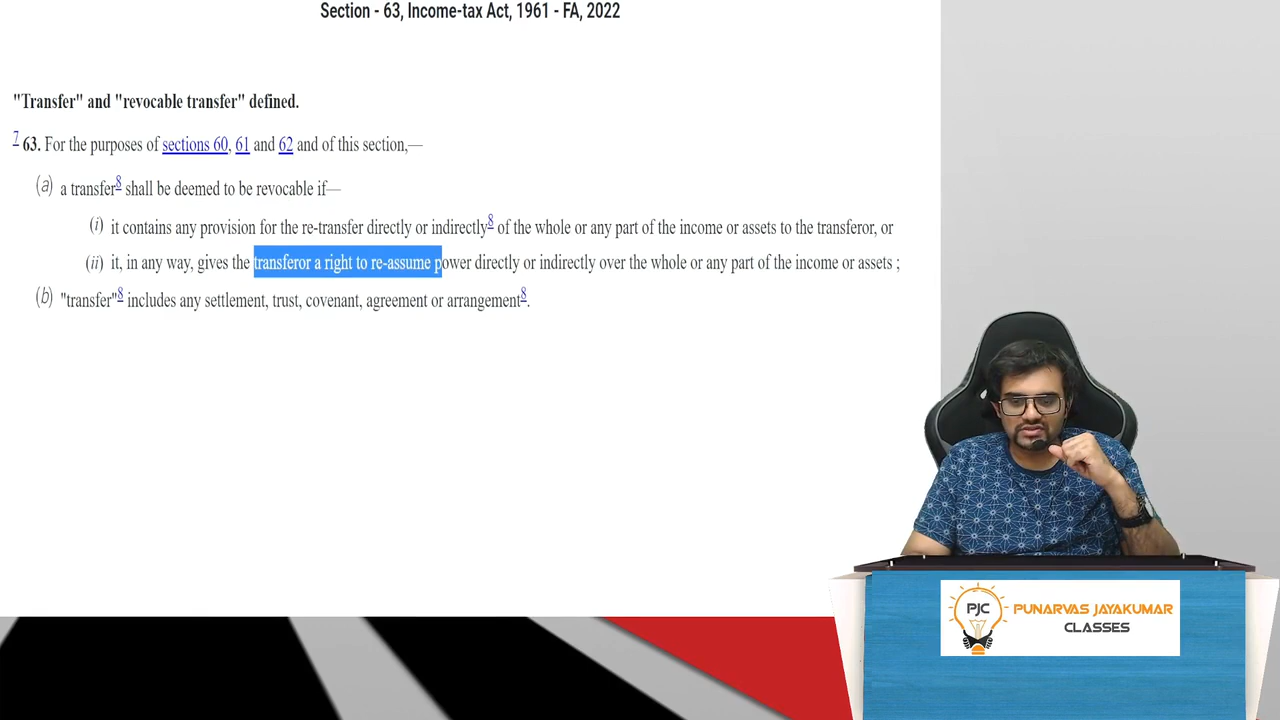 Section - 63, Income-tax Act, 1961 - FA, 2022
"Transfer" and "revocable transfer" defined.
7 63. For the purposes of sections 60, 61 and 62 and of this section,—
(a) a transfer8 shall be deemed to be revocable if—
(i) it contains any provision for the re-transfer directly or indirectly8 of the whole or any part of the income or assets to the transferor, or
(ii) it, in any way, gives the transferor a right to re-assume power directly or indirectly over the whole or any part of the income or assets ;
(b) "transfer"8 includes any settlement, trust, covenant, agreement or arrangement8.
PJC
PUNARVAS JAYAKUMAR
CLASSES